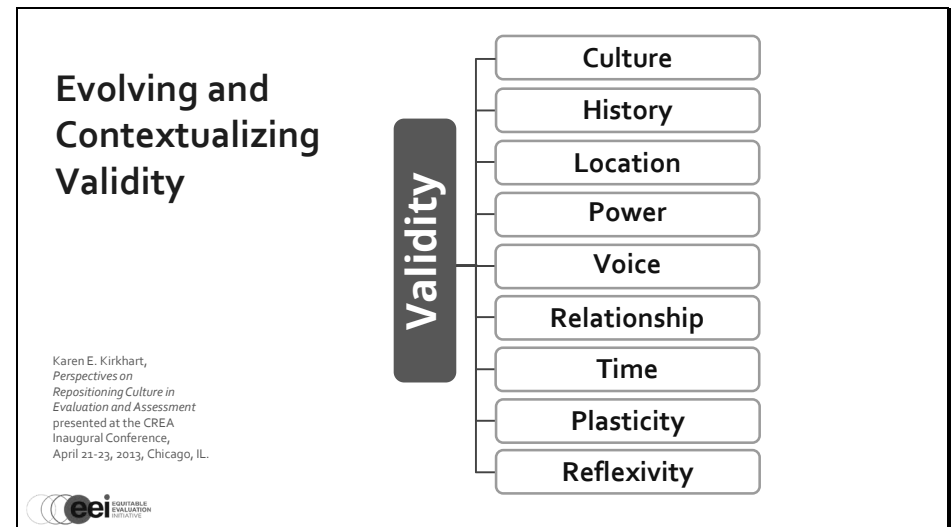 Evolving and
Contextualizing
Validity
Karen E. Kirkhart,
Perspectives on
Repositioning Culture in
Evaluation and Assessment
presented at the CREA
Inaugural Conference,
April 21-23, 2013, Chicago, IL.
eei EQUITABLE
EVALUATION
INITIATIVE
Validity
Culture
History
Location
Power
Voice
Relationship
Time
Plasticity
Reflexivity